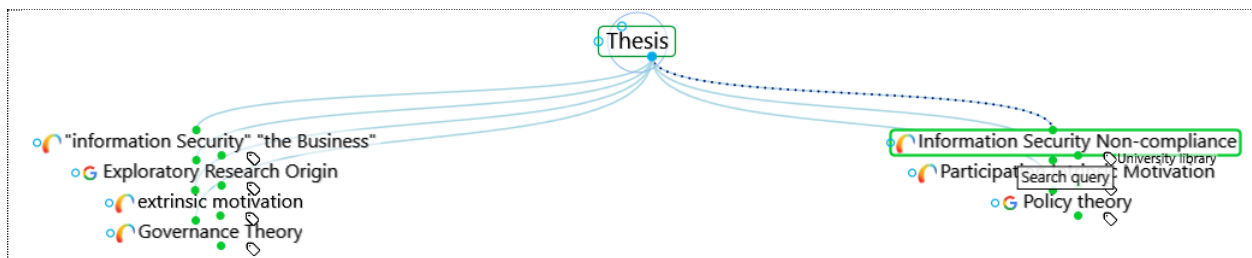 Thesis
"information Security" "the Business"
Exploratory Research Origin
extrinsic motivation
Governance Theory
Information Security Non-compliance
University library
Motivation
Search query
Policy theory